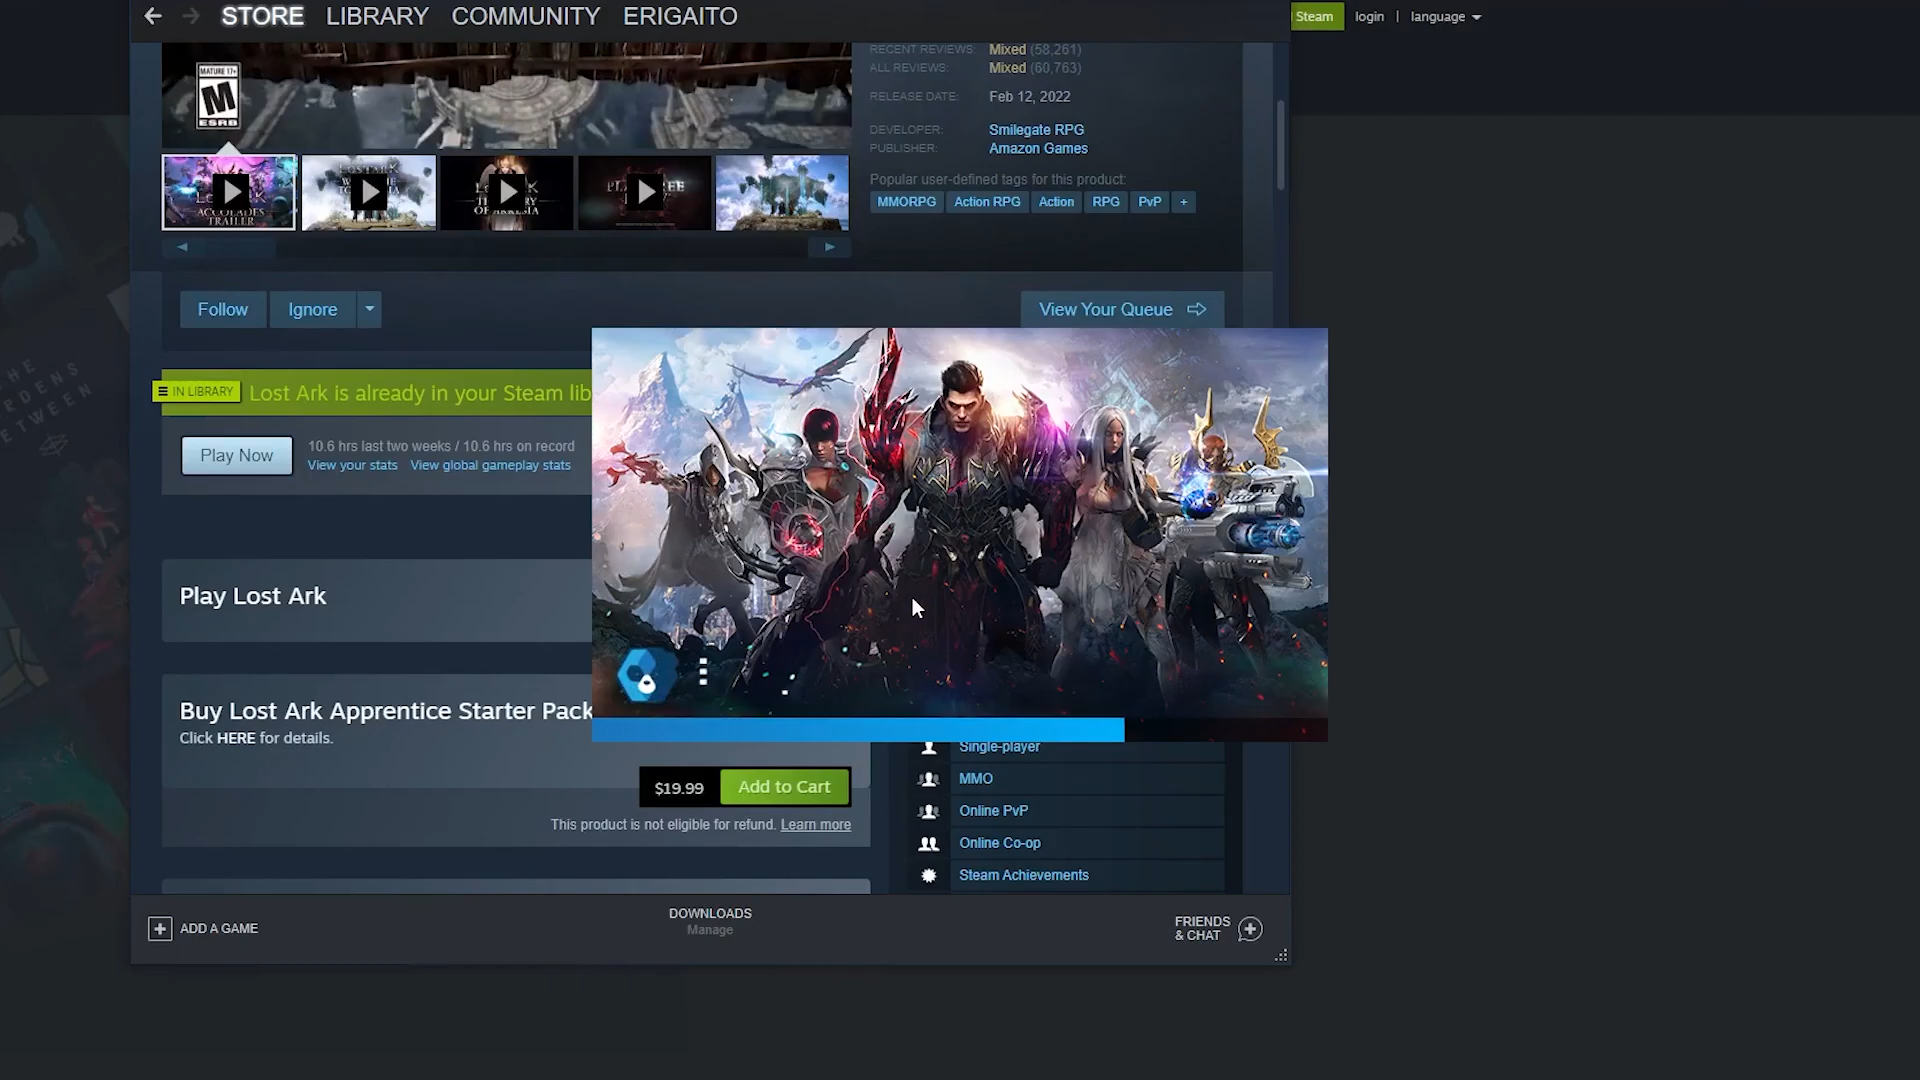 STORE LIBRARY COMMUNITY ERIGAITO
Steam login | language
RECENT REVIEWS: Mixed (58,261)
ALL REVIEWS: Mixed (60,763)
RELEASE DATE: Feb 12, 2022
DEVELOPER: Smilegate RPG
PUBLISHER: Amazon Games
Popular user-defined tags for this product:
MMORPG Action RPG Action RPG PvP +
MATURE 17+
M
ESRB
ACCOLADES
TRAILER
Follow Ignore View Your Queue
IN LIBRARY Lost Ark is already in your Steam lib
Play Now
10.6 hrs last two weeks / 10.6 hrs on record
View your stats View global gameplay stats
Play Lost Ark
Buy Lost Ark Apprentice Starter Pack
Click HERE for details.
$19.99 Add to Cart
This product is not eligible for refund. Learn more
Single-player
MMO
Online PvP
Online Co-op
Steam Achievements
ADD A GAME
DOWNLOADS
Manage
FRIENDS
& CHAT